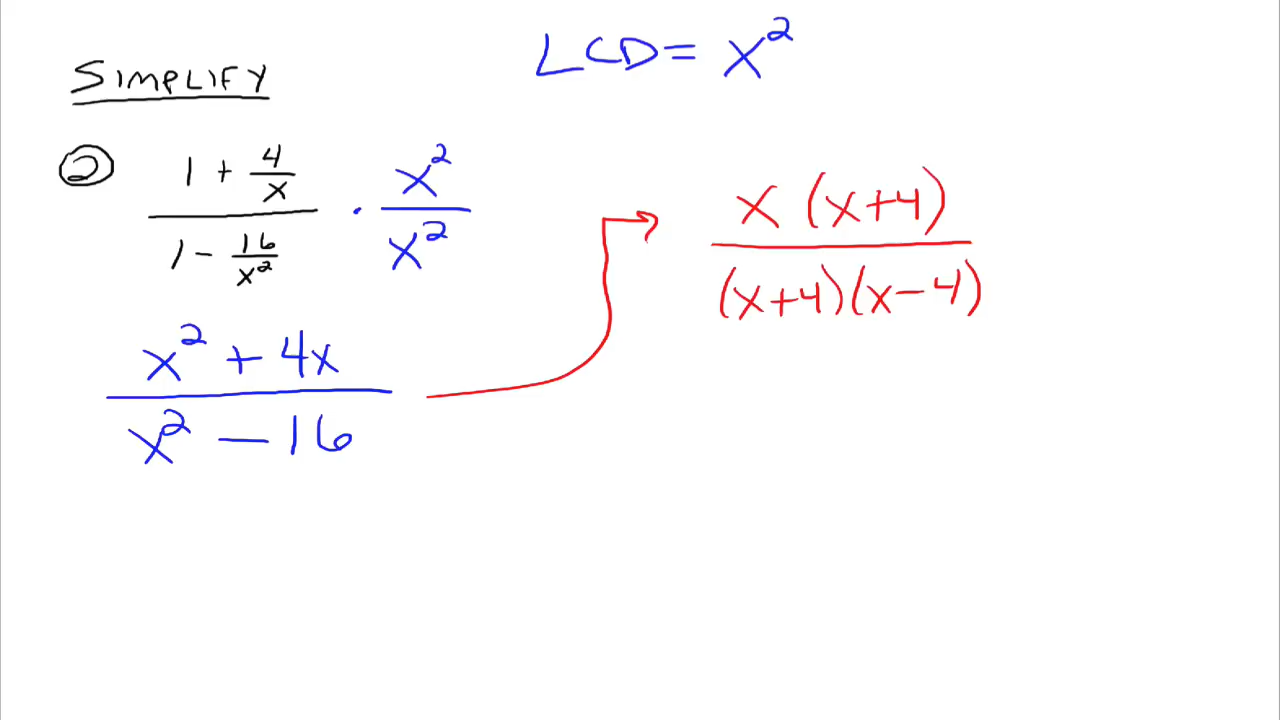 LCD = x²
SIMPLIFY
② (1 + 4/x)/(1 − 16/x²) · x²/x²
(x² + 4x)/(x² − 16)
x(x+4)/((x+4)(x−4))